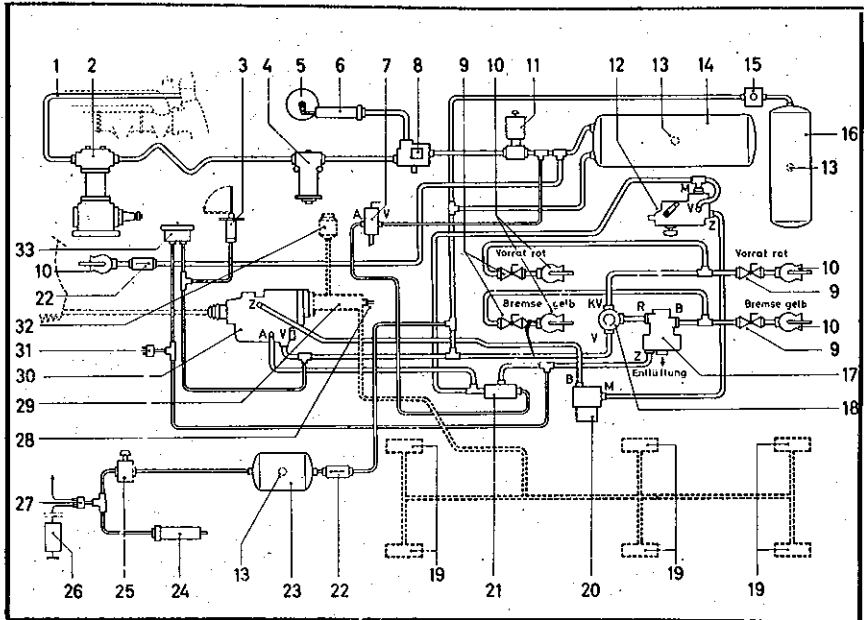 1 2 3 4 5 6 7 8 9 10 11 12 13 14 15
16
13
M
V6
Z
A V
33
10
22
Vorrat rot
Vorrat rot
10
9
32
KV
R B
Bremse gelb
Bremse gelb
10
9
Z
A V B
V
Z
17
Entlüftung
18
31
30
29
28
B M
21
20
25
27
26 24 13 23 22 19 19 19